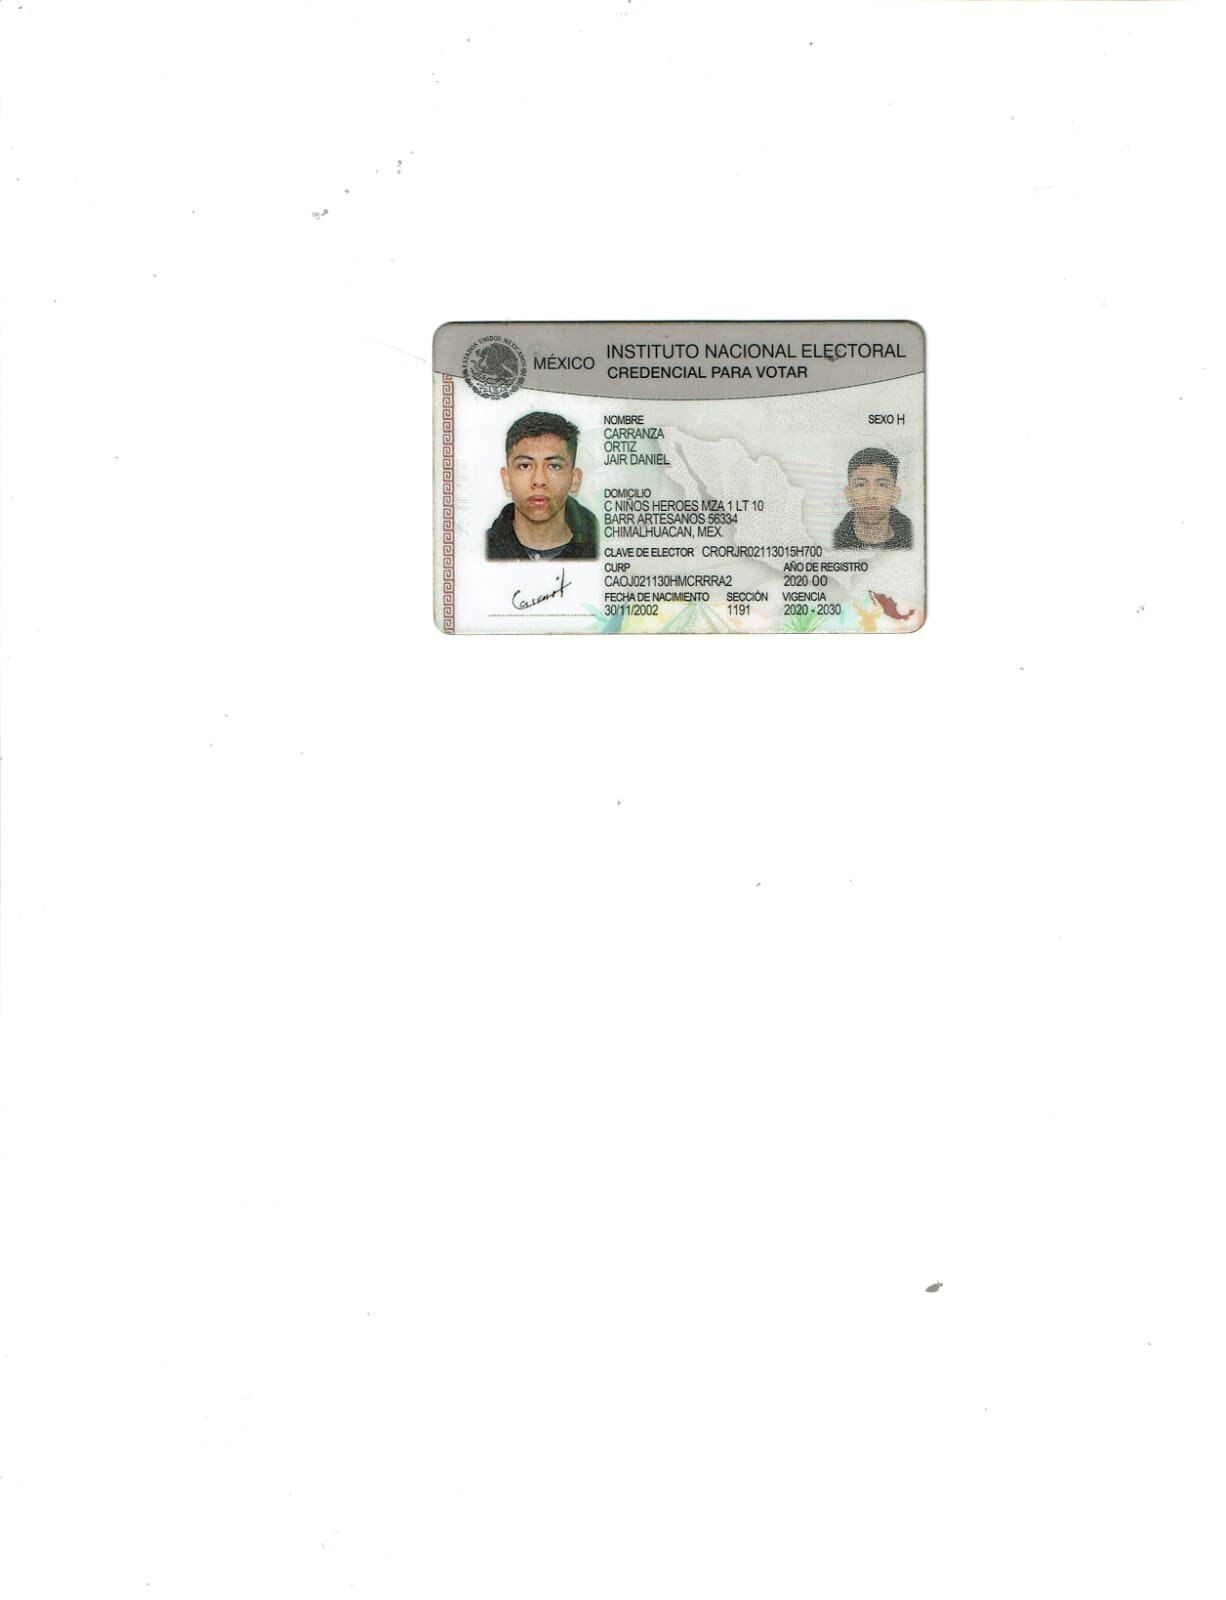 ESTADOS UNIDOS MEXICANOS
MÉXICO
INSTITUTO NACIONAL ELECTORAL
CREDENCIAL PARA VOTAR
NOMBRE
SEXO H
CARRANZA
ORTIZ
JAIR DANIEL
DOMICILIO
C NIÑOS HEROES MZA 1 LT 10
BARR ARTESANOS 56334
CHIMALHUACAN, MEX.
CLAVE DE ELECTOR CRORJR02113015H700
CURP AÑO DE REGISTRO
CAOJ021130HMCRRRA2 2020 00
FECHA DE NACIMIENTO SECCIÓN VIGENCIA
30/11/2002 1191 2020 - 2030